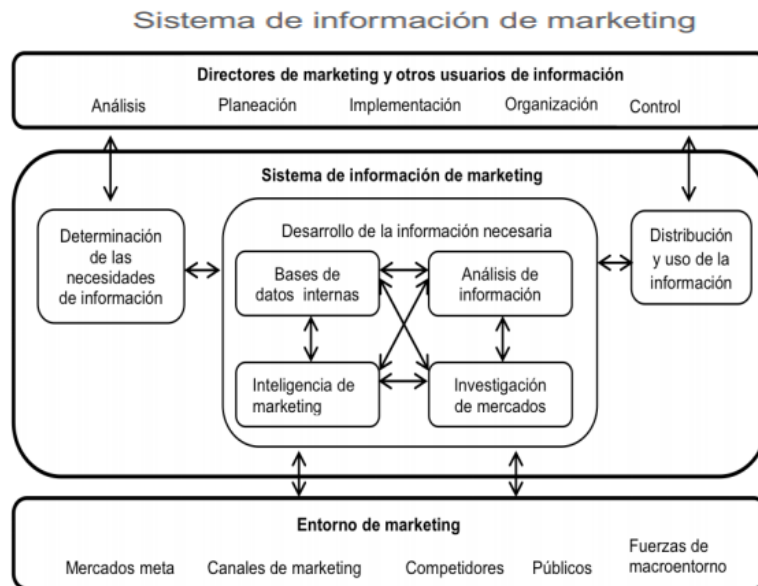 Sistema de información de marketing
Directores de marketing y otros usuarios de información
Análisis Planeación Implementación Organización Control
Sistema de información de marketing
Determinación
de las
necesidades
de información
Desarrollo de la información necesaria
Bases de
datos internas
Análisis de
información
Inteligencia de
marketing
Investigación
de mercados
Distribución
y uso de la
información
Entorno de marketing
Mercados meta Canales de marketing Competidores Públicos
Fuerzas de
macroentorno